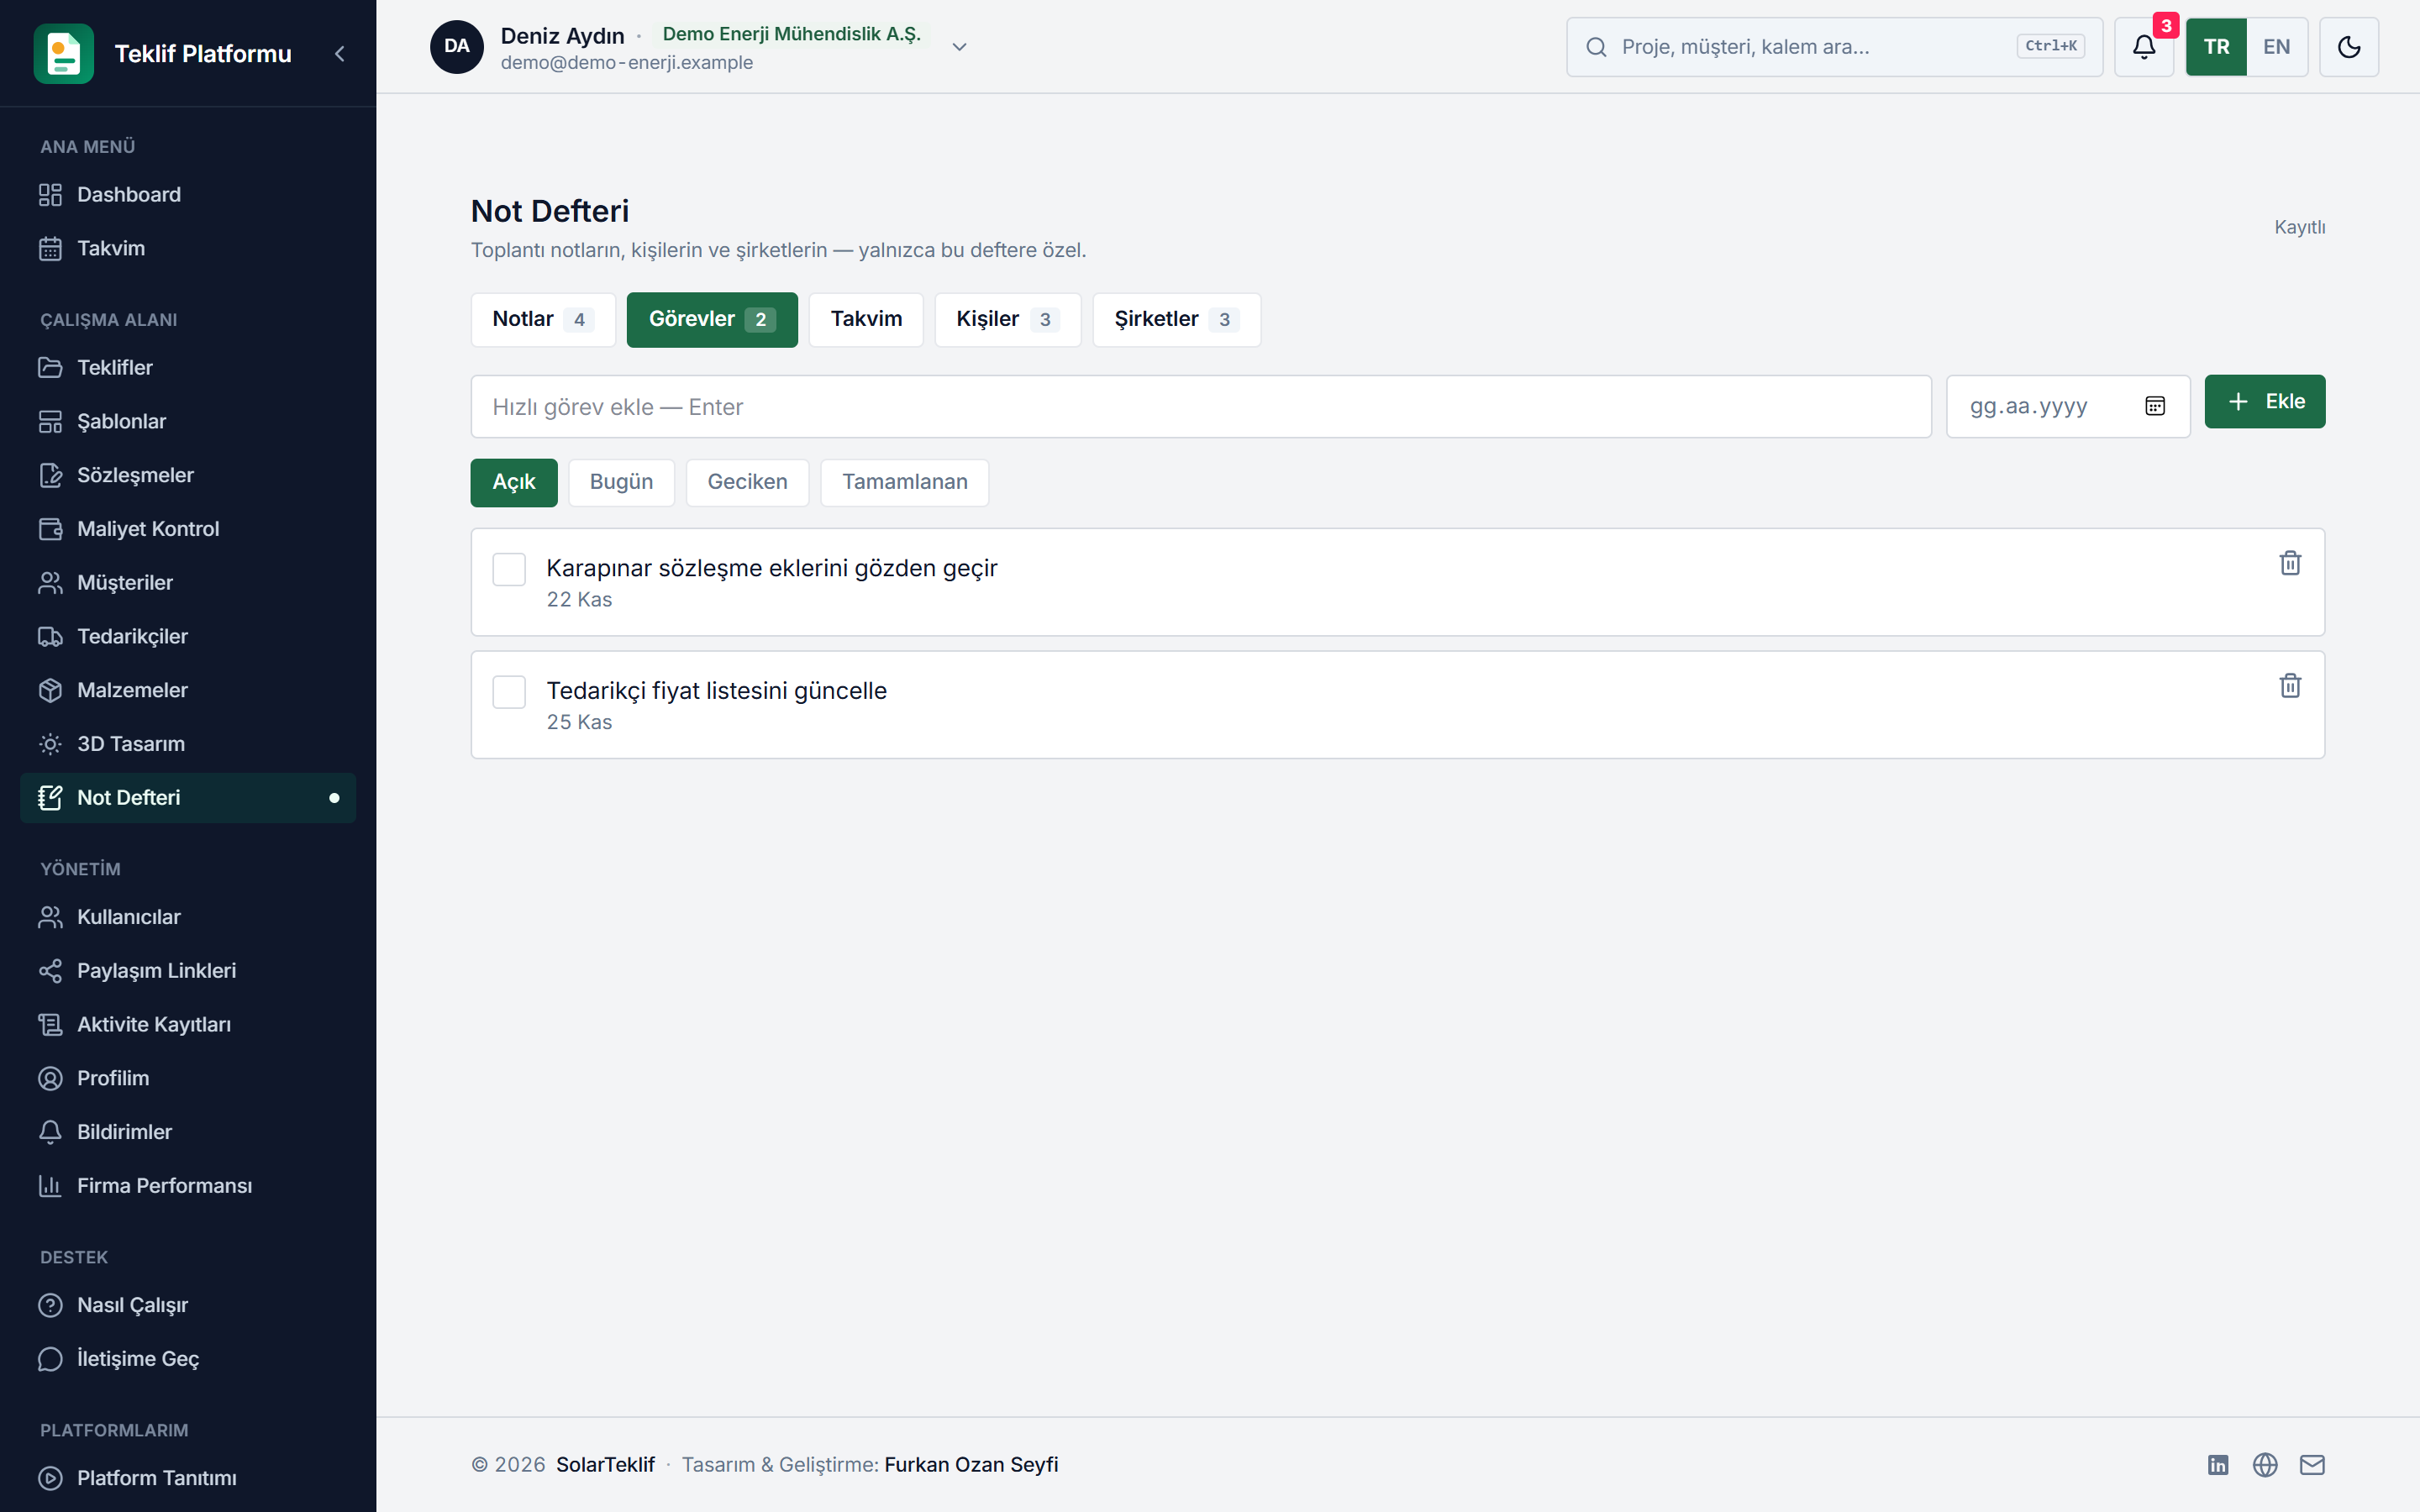 Teklif Platformu
ANA MENÜ
Dashboard
Takvim
ÇALIŞMA ALANI
Teklifler
Şablonlar
Sözleşmeler
Maliyet Kontrol
Müşteriler
Tedarikçiler
Malzemeler
3D Tasarım
Not Defteri
YÖNETİM
Kullanıcılar
Paylaşım Linkleri
Aktivite Kayıtları
Profilim
Bildirimler
Firma Performansı
DESTEK
Nasıl Çalışır
İletişime Geç
PLATFORMLARIM
Platform Tanıtımı
DA Deniz Aydın · Demo Enerji Mühendislik A.Ş.
demo@demo-enerji.example
Proje, müşteri, kalem ara... Ctrl+K 3 TR EN
Not Defteri
Toplantı notların, kişilerin ve şirketlerin — yalnızca bu deftere özel.
Kayıtlı
Notlar 4 Görevler 2 Takvim Kişiler 3 Şirketler 3
Hızlı görev ekle — Enter gg.aa.yyyy Ekle
Açık Bugün Geciken Tamamlanan
Karapınar sözleşme eklerini gözden geçir
22 Kas
Tedarikçi fiyat listesini güncelle
25 Kas
© 2026 SolarTeklif · Tasarım & Geliştirme: Furkan Ozan Seyfi
in